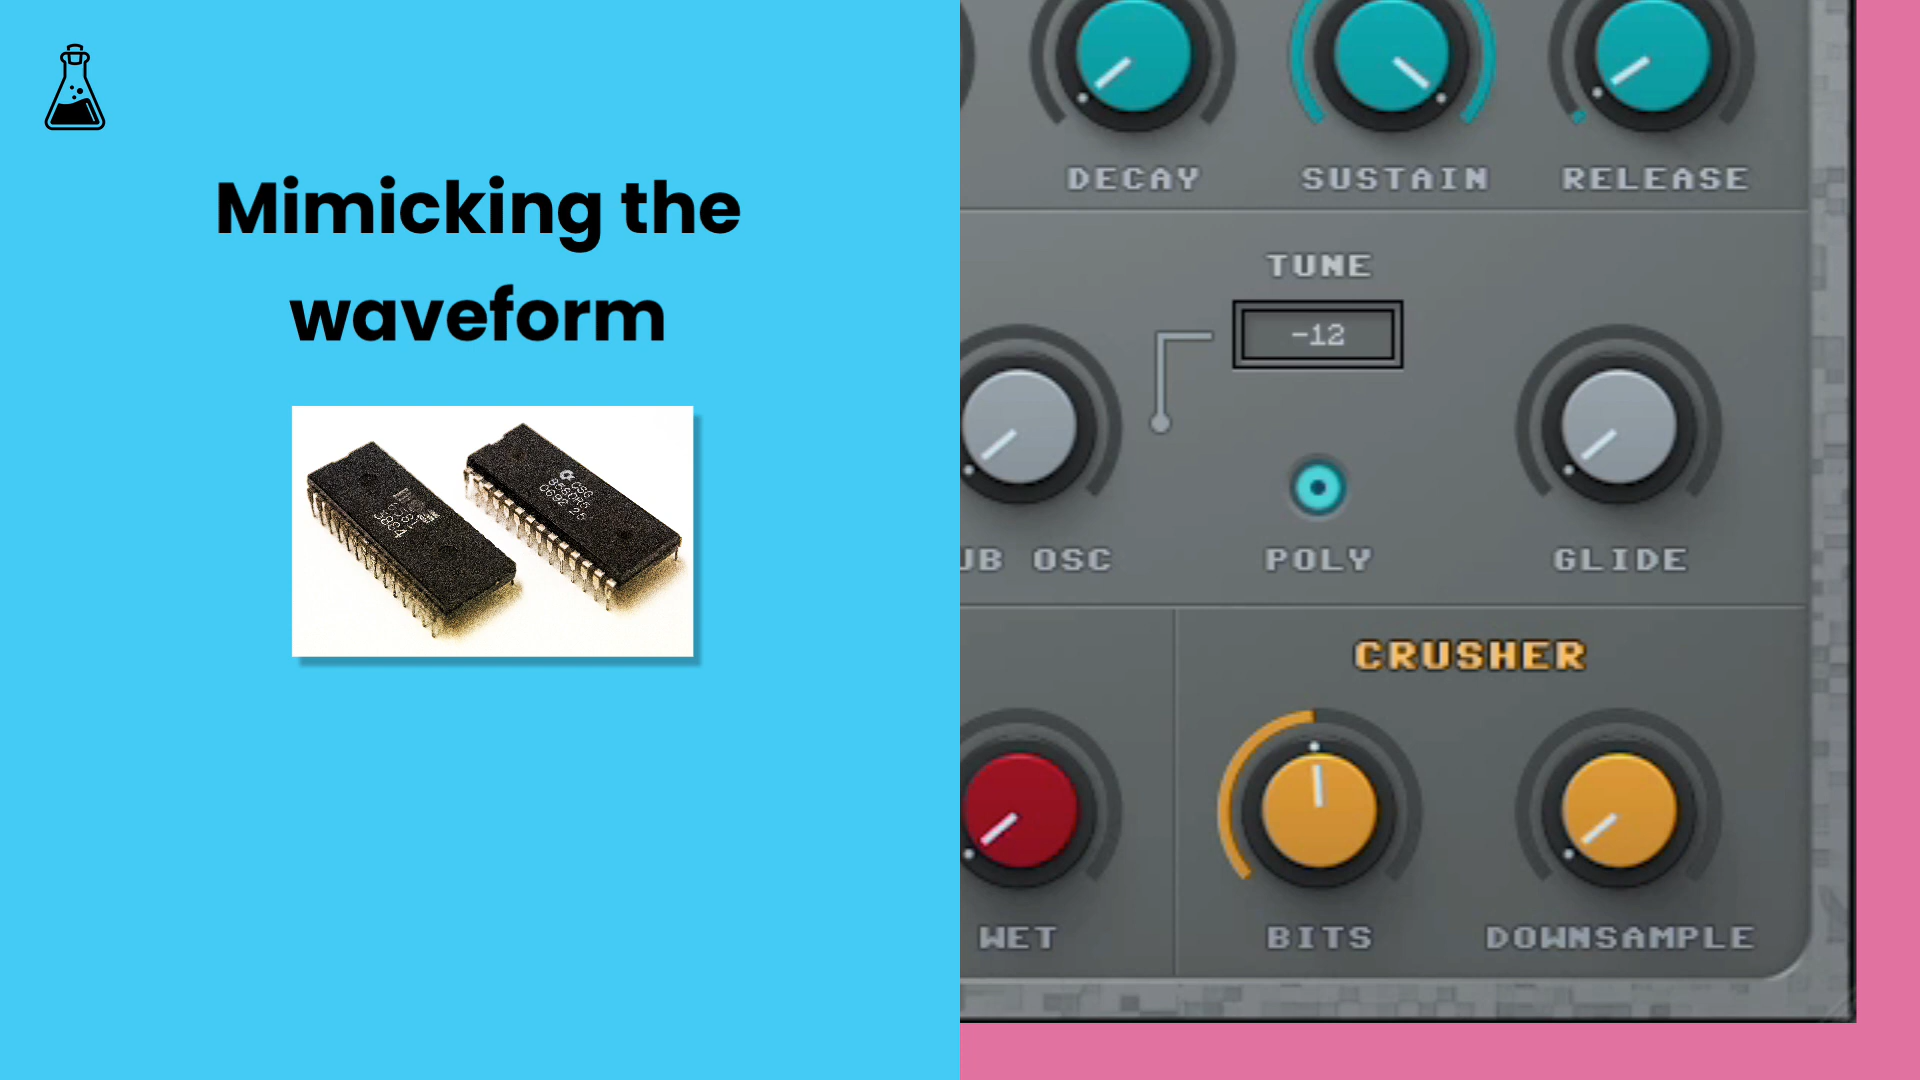 Mimicking the
waveform
DECAY
SUSTAIN
RELEASE
TUNE
-12
OSC
POLY
GLIDE
CRUSHER
WET
BITS
DOWNSAMPLE